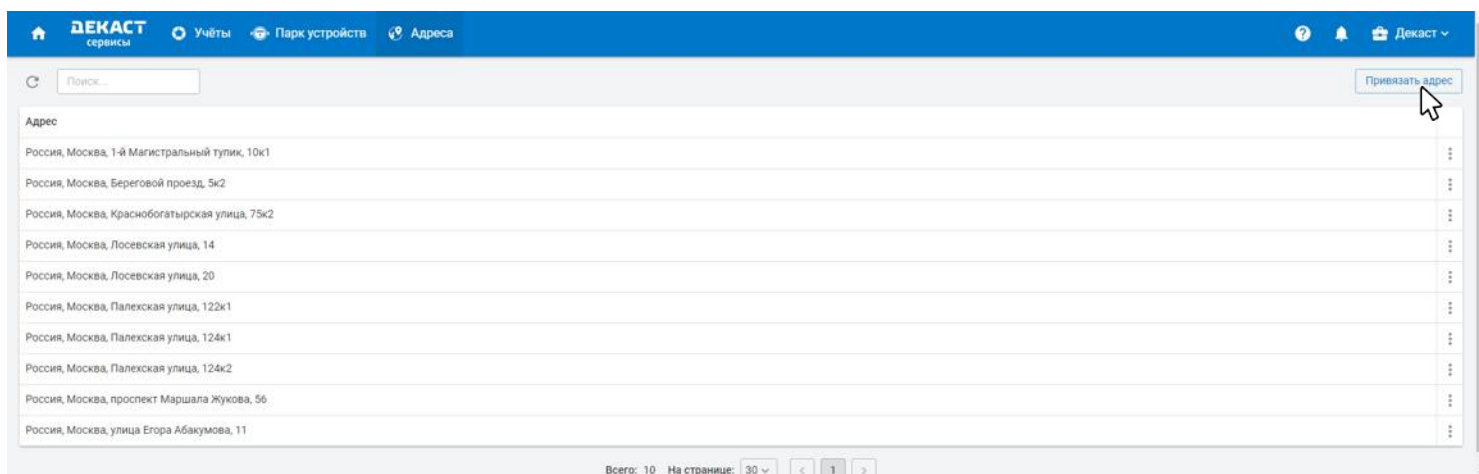 ДЕКАСТ сервисы Учёты Парк устройств Адреса Декаст
Поиск... Привязать адрес
Адрес
Россия, Москва, 1-й Магистральный тупик, 10к1
Россия, Москва, Береговой проезд, 5к2
Россия, Москва, Краснобогатырская улица, 75к2
Россия, Москва, Лосевская улица, 14
Россия, Москва, Лосевская улица, 20
Россия, Москва, Палехская улица, 122к1
Россия, Москва, Палехская улица, 124к1
Россия, Москва, Палехская улица, 124к2
Россия, Москва, проспект Маршала Жукова, 56
Россия, Москва, улица Егора Абакумова, 11
Всего: 10 На странице: 30 < 1 >